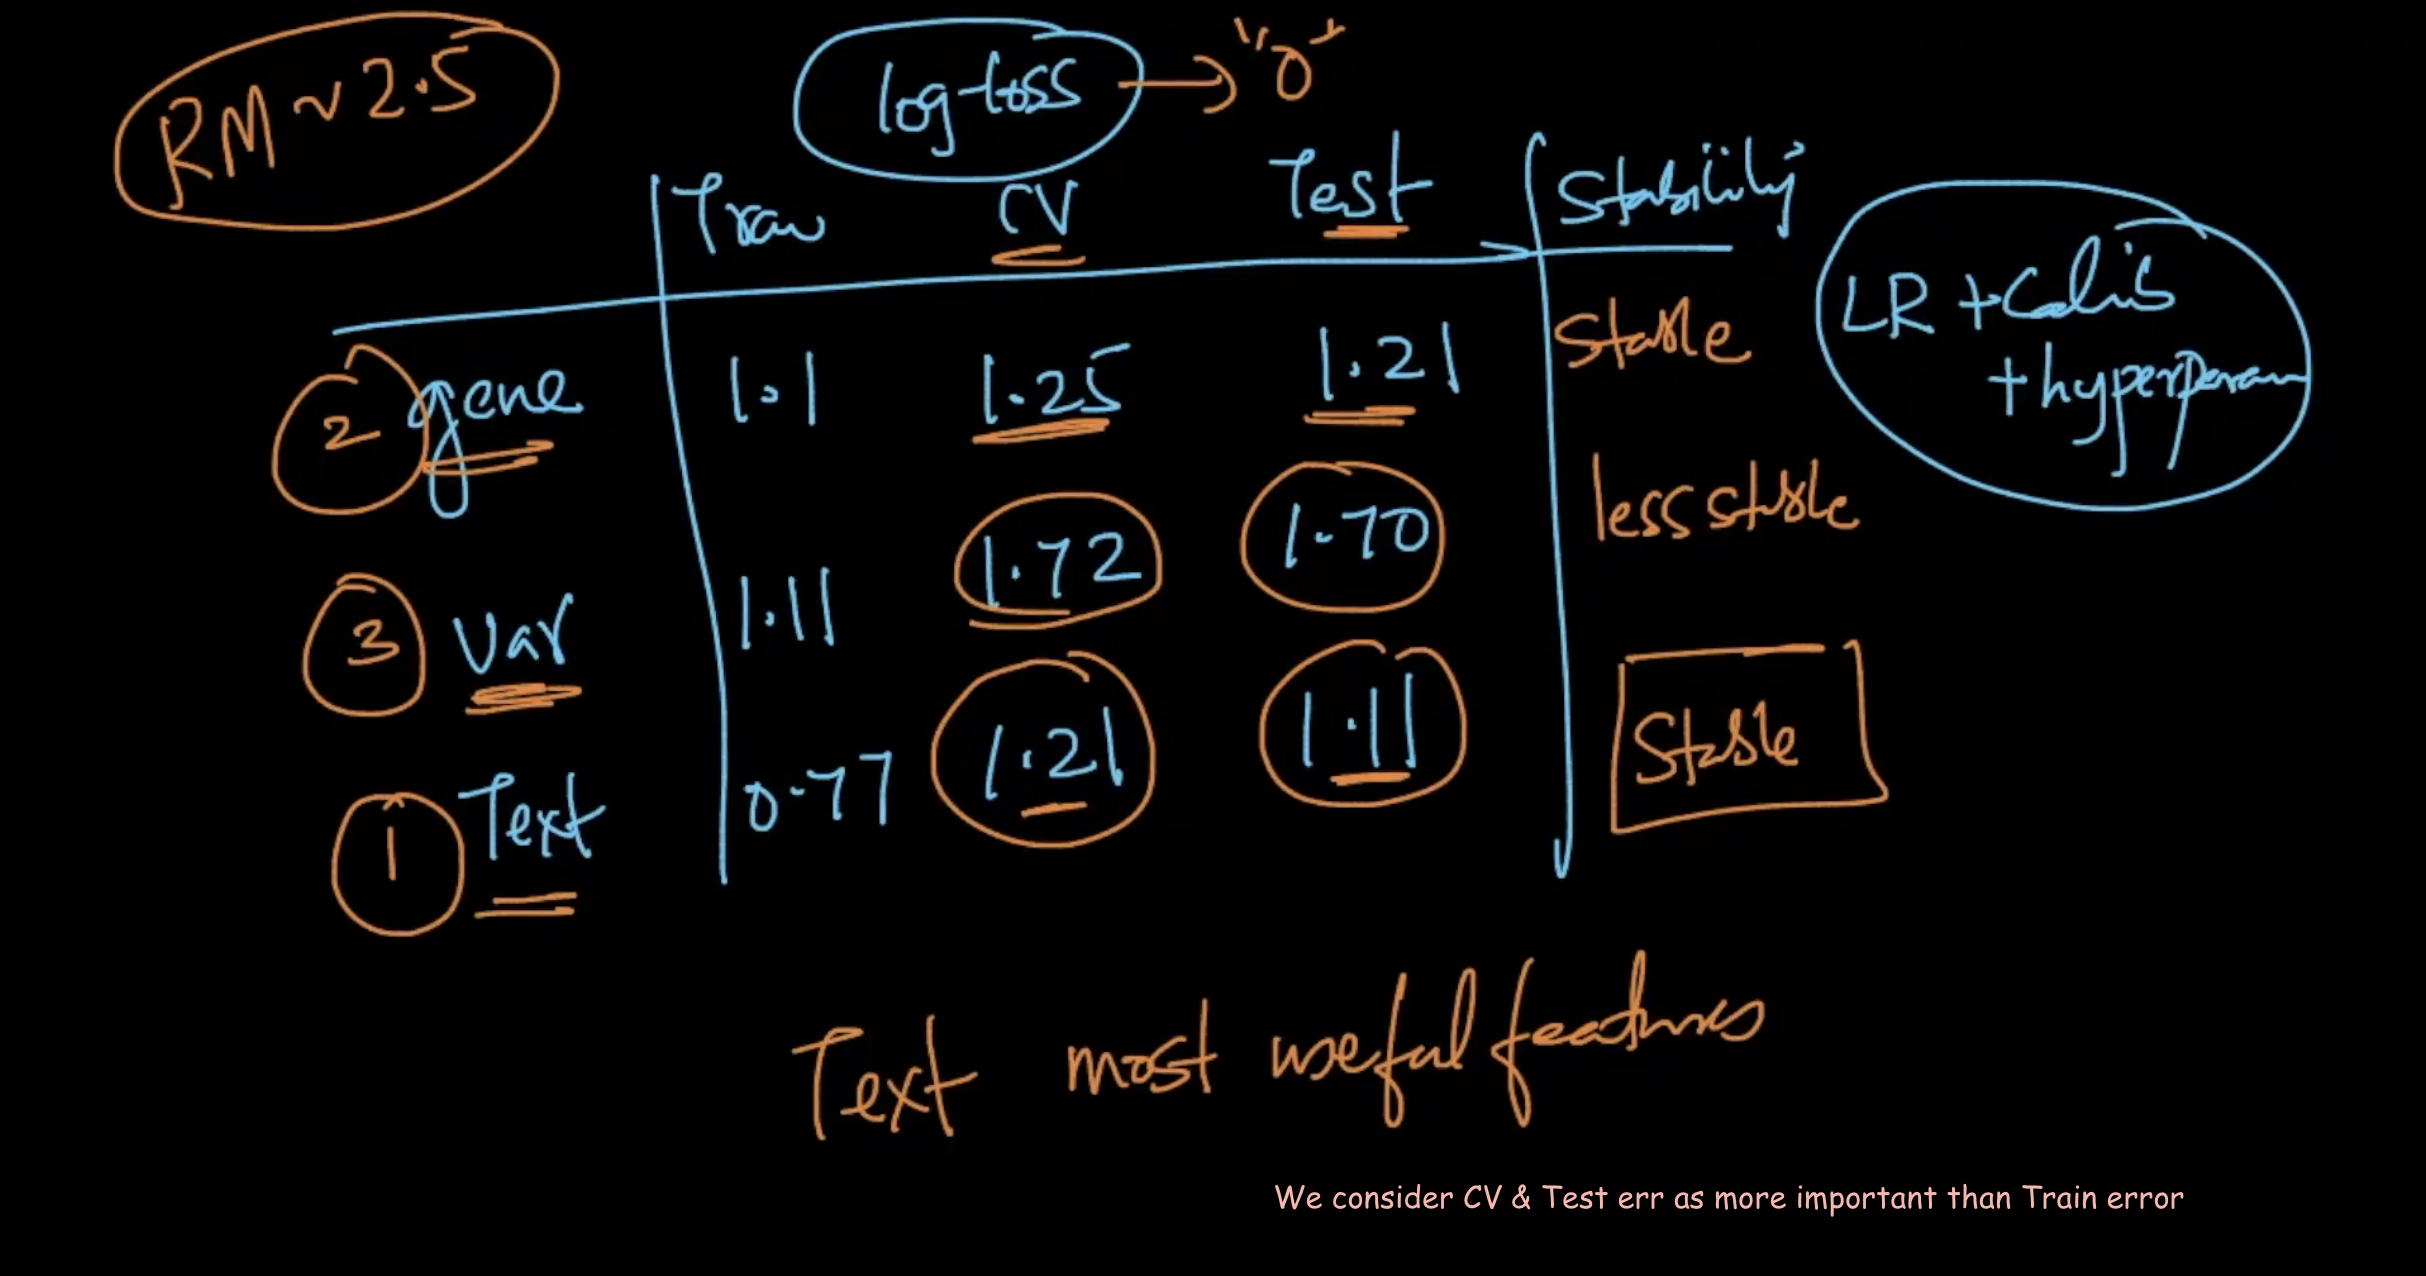 RM ~ 2.5
log-loss → "0"
Train CV Test Stability
LR + Calib
+ hyperparam
2 gene 1.1 1.25 1.21 Stable
3 Var 1.11 1.72 1.70 less stable
1 Text 0.77 1.21 1.11 Stable
Text most useful features
We consider CV & Test err as more important than Train error